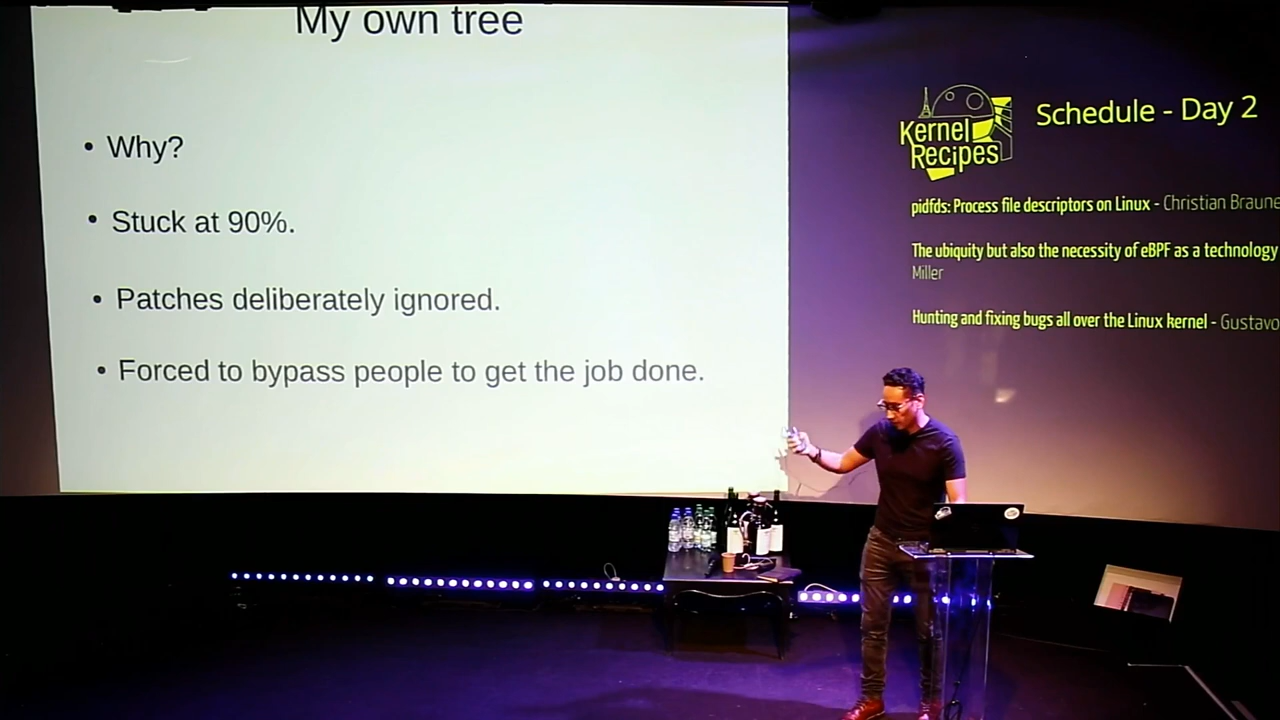 My own tree
• Why?
• Stuck at 90%.
• Patches deliberately ignored.
• Forced to bypass people to get the job done.
Kernel
Recipes
Schedule - Day 2
pidfds: Process file descriptors on Linux - Christian Braune
The ubiquity but also the necessity of eBPF as a technology
Miller
Hunting and fixing bugs all over the Linux kernel - Gustavo